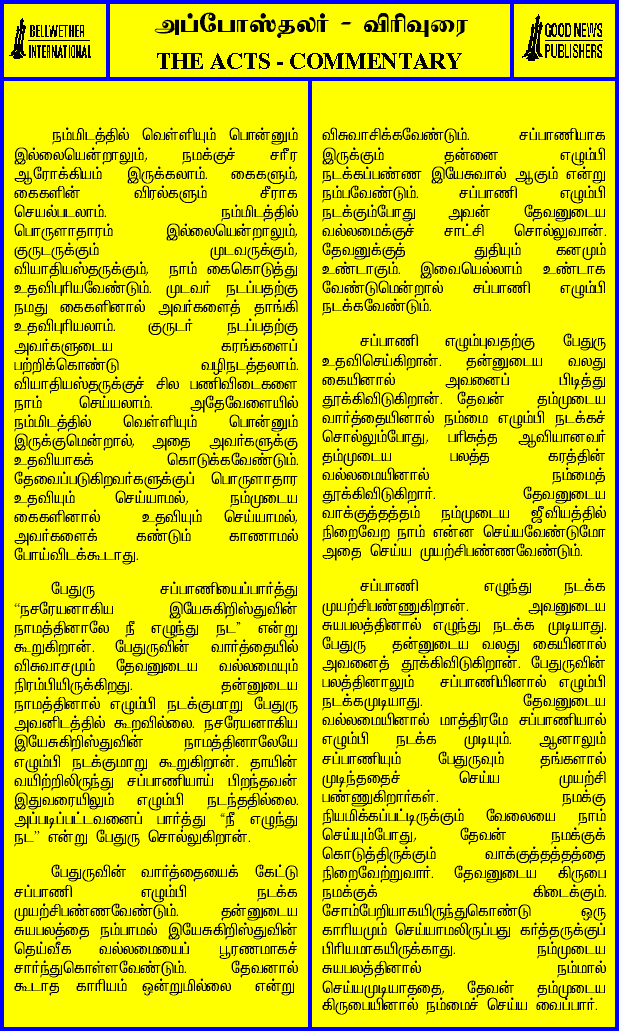 BELLWETHER
INTERNATIONAL
அப்போஸ்தலர் - விரிவுரை
THE ACTS - COMMENTARY
GOOD NEWS
PUBLISHERS
நம்மிடத்தில் வெள்ளியும் பொன்னும்
இல்லையென்றாலும், நமக்குச் சரீர
ஆரோக்கியம் இருக்கலாம். கைகளும்,
கைகளின் விரல்களும் சீராக
செயல்படலாம். நம்மிடத்தில்
பொருளாதாரம் இல்லையென்றாலும்,
குருடருக்கும் முடவருக்கும்,
வியாதியஸ்தருக்கும், நாம் கைகொடுத்து
உதவிபுரியவேண்டும். முடவர் நடப்பதற்கு
நமது கைகளினால் அவர்களைத் தாங்கி
உதவிபுரியலாம். குருடர் நடப்பதற்கு
அவர்களுடைய கரங்களைப்
பற்றிக்கொண்டு வழிநடத்தலாம்.
வியாதியஸ்தருக்குச் சில பணிவிடைகளை
நாம் செய்யலாம். அதேவேளையில்
நம்மிடத்தில் வெள்ளியும் பொன்னும்
இருக்குமென்றால், அதை அவர்களுக்கு
உதவியாகக் கொடுக்கவேண்டும்.
தேவைப்படுகிறவர்களுக்குப் பொருளாதார
உதவியும் செய்யாமல், நம்முடைய
கைகளினால் உதவியும் செய்யாமல்,
அவர்களைக் கண்டும் காணாமல்
போய்விடக்கூடாது.
பேதுரு சப்பாணியைப்பார்த்து
“நசரேயனாகிய இயேசுகிறிஸ்துவின்
நாமத்தினாலே நீ எழுந்து நட” என்று
கூறுகிறான். பேதுருவின் வார்த்தையில்
விசுவாசமும் தேவனுடைய வல்லமையும்
நிரம்பியிருக்கிறது. தன்னுடைய
நாமத்தினால் எழும்பி நடக்குமாறு பேதுரு
அவனிடத்தில் கூறவில்லை. நசரேயனாகிய
இயேசுகிறிஸ்துவின் நாமத்தினாலேயே
எழும்பி நடக்குமாறு கூறுகிறான். தாயின்
வயிற்றிலிருந்து சப்பாணியாய் பிறந்தவன்
இதுவரையிலும் எழும்பி நடந்ததில்லை.
அப்படிப்பட்டவனைப் பார்த்து “நீ எழுந்து
நட” என்று பேதுரு சொல்லுகிறான்.
பேதுருவின் வார்த்தையைக் கேட்டு
சப்பாணி எழும்பி நடக்க
முயற்சிபண்ணவேண்டும். தன்னுடைய
சுயபலத்தை நம்பாமல் இயேசுகிறிஸ்துவின்
தெய்வீக வல்லமையைப் பூரணமாகச்
சார்ந்துகொள்ளவேண்டும். தேவனால்
கூடாத காரியம் ஒன்றுமில்லை என்று
விசுவாசிக்கவேண்டும். சப்பாணியாக
இருக்கும் தன்னை எழும்பி
நடக்கப்பண்ண இயேசுவால் ஆகும் என்று
நம்பவேண்டும். சப்பாணி எழும்பி
நடக்கும்போது அவன் தேவனுடைய
வல்லமைக்குச் சாட்சி சொல்லுவான்.
தேவனுக்குத் துதியும் கனமும்
உண்டாகும். இவையெல்லாம் உண்டாக
வேண்டுமென்றால் சப்பாணி எழும்பி
நடக்கவேண்டும்.
சப்பாணி எழும்புவதற்கு பேதுரு
உதவிசெய்கிறான். தன்னுடைய வலது
கையினால் அவனைப் பிடித்து
தூக்கிவிடுகிறான். தேவன் தம்முடைய
வார்த்தையினால் நம்மை எழும்பி நடக்கச்
சொல்லும்போது, பரிசுத்த ஆவியானவர்
தம்முடைய பலத்த கரத்தின்
வல்லமையினால் நம்மைத்
தூக்கிவிடுகிறார். தேவனுடைய
வாக்குத்தத்தம் நம்முடைய ஜீவியத்தில்
நிறைவேற நாம் என்ன செய்யவேண்டுமோ
அதை செய்ய முயற்சிபண்ணவேண்டும்.
சப்பாணி எழுந்து நடக்க
முயற்சிபண்ணுகிறான். அவனுடைய
சுயபலத்தினால் எழுந்து நடக்க முடியாது.
பேதுரு தன்னுடைய வலது கையினால்
அவனைத் தூக்கிவிடுகிறான். பேதுருவின்
பலத்தினாலும் சப்பாணியினால் எழும்பி
நடக்கமுடியாது. தேவனுடைய
வல்லமையினால் மாத்திரமே சப்பாணியால்
எழும்பி நடக்க முடியும். ஆனாலும்
சப்பாணியும் பேதுருவும் தங்களால்
முடிந்ததைச் செய்ய முயற்சி
பண்ணுகிறார்கள். நமக்கு
நியமிக்கப்பட்டிருக்கும் வேலையை நாம்
செய்யும்போது, தேவன் நமக்குக்
கொடுத்திருக்கும் வாக்குத்தத்தத்தை
நிறைவேற்றுவார். தேவனுடைய கிருபை
நமக்குக் கிடைக்கும்.
சோம்பேறியாகயிருந்துகொண்டு ஒரு
காரியமும் செய்யாமலிருப்பது கர்த்தருக்குப்
பிரியமாகயிருக்காது. நம்முடைய
சுயபலத்தினால் நம்மால்
செய்யமுடியாததை, தேவன் தம்முடைய
கிருபையினால் நம்மைச் செய்ய வைப்பார்.